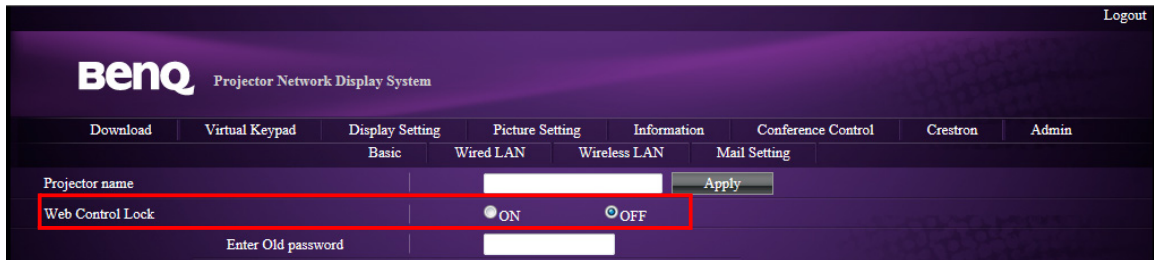 Logout
BenQ Projector Network Display System
Download Virtual Keypad Display Setting Picture Setting Information Conference Control Crestron Admin
Basic Wired LAN Wireless LAN Mail Setting
Projector name Apply
Web Control Lock ON OFF
Enter Old password